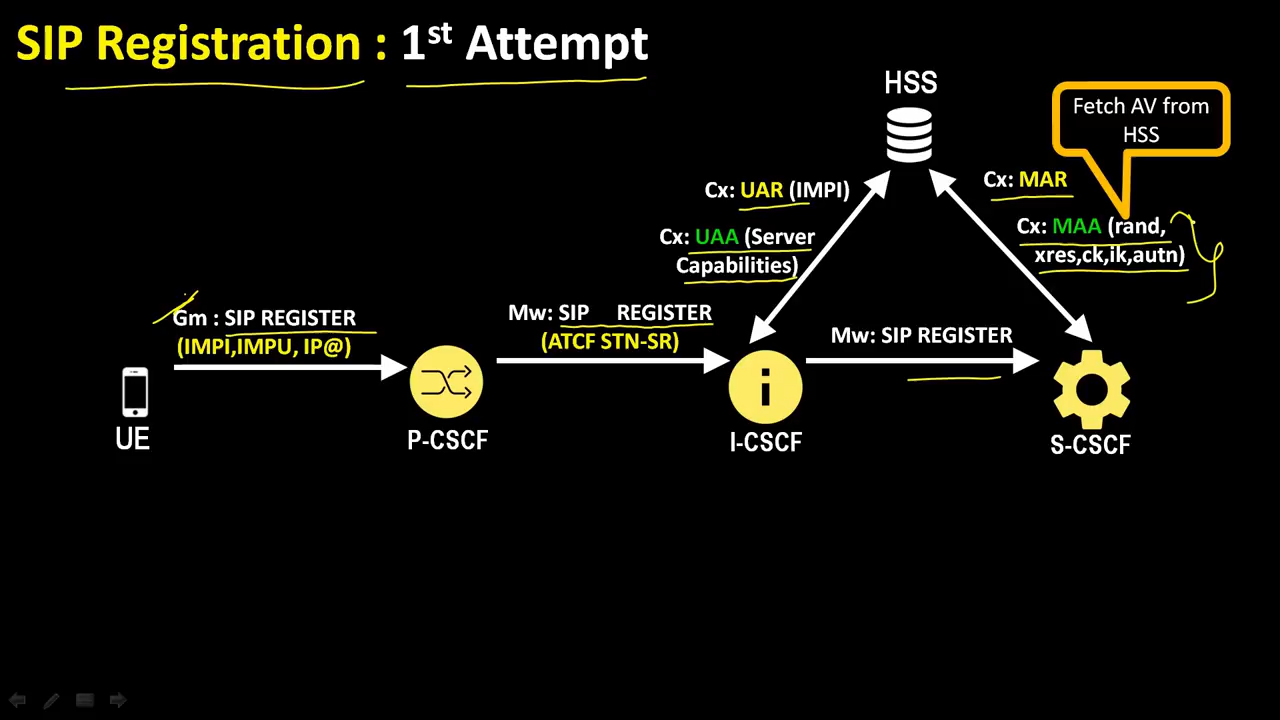 SIP Registration : 1st Attempt
HSS
Fetch AV from
HSS
Cx: UAR (IMPI)
Cx: MAR
Cx: UAA (Server
Capabilities)
Cx: MAA (rand,
xres,ck,ik,autn)
Gm : SIP REGISTER
(IMPI,IMPU, IP@)
Mw: SIP REGISTER
(ATCF STN-SR)
Mw: SIP REGISTER
i
UE
P-CSCF
I-CSCF
S-CSCF